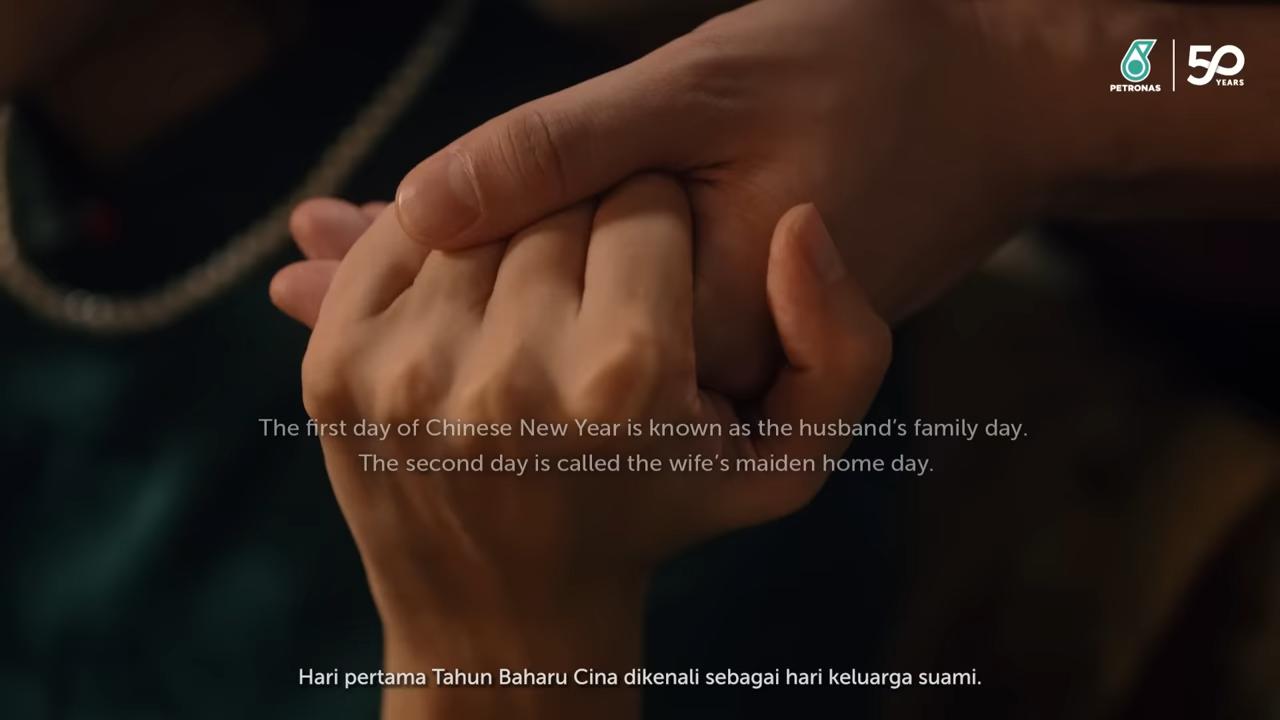 PETRONAS
50
YEARS
The first day of Chinese New Year is known as the husband's family day.
The second day is called the wife's maiden home day.
Hari pertama Tahun Baharu Cina dikenali sebagai hari keluarga suami.